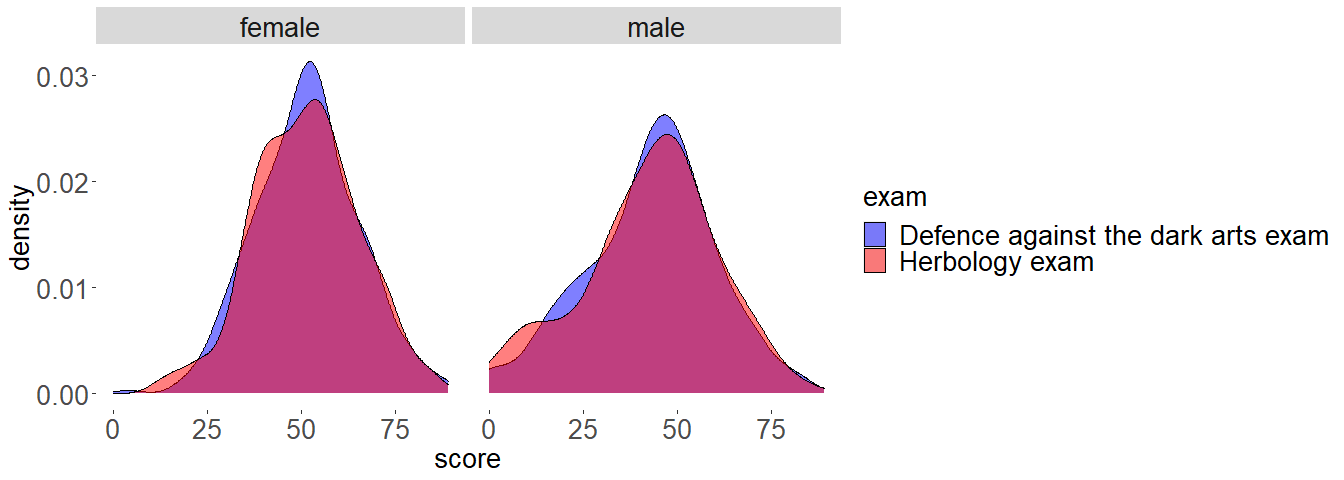 female
male
0.03
0.02
0.01
0.00
density
0 25 50 75
0 25 50 75
score
exam
Defence against the dark arts exam
Herbology exam